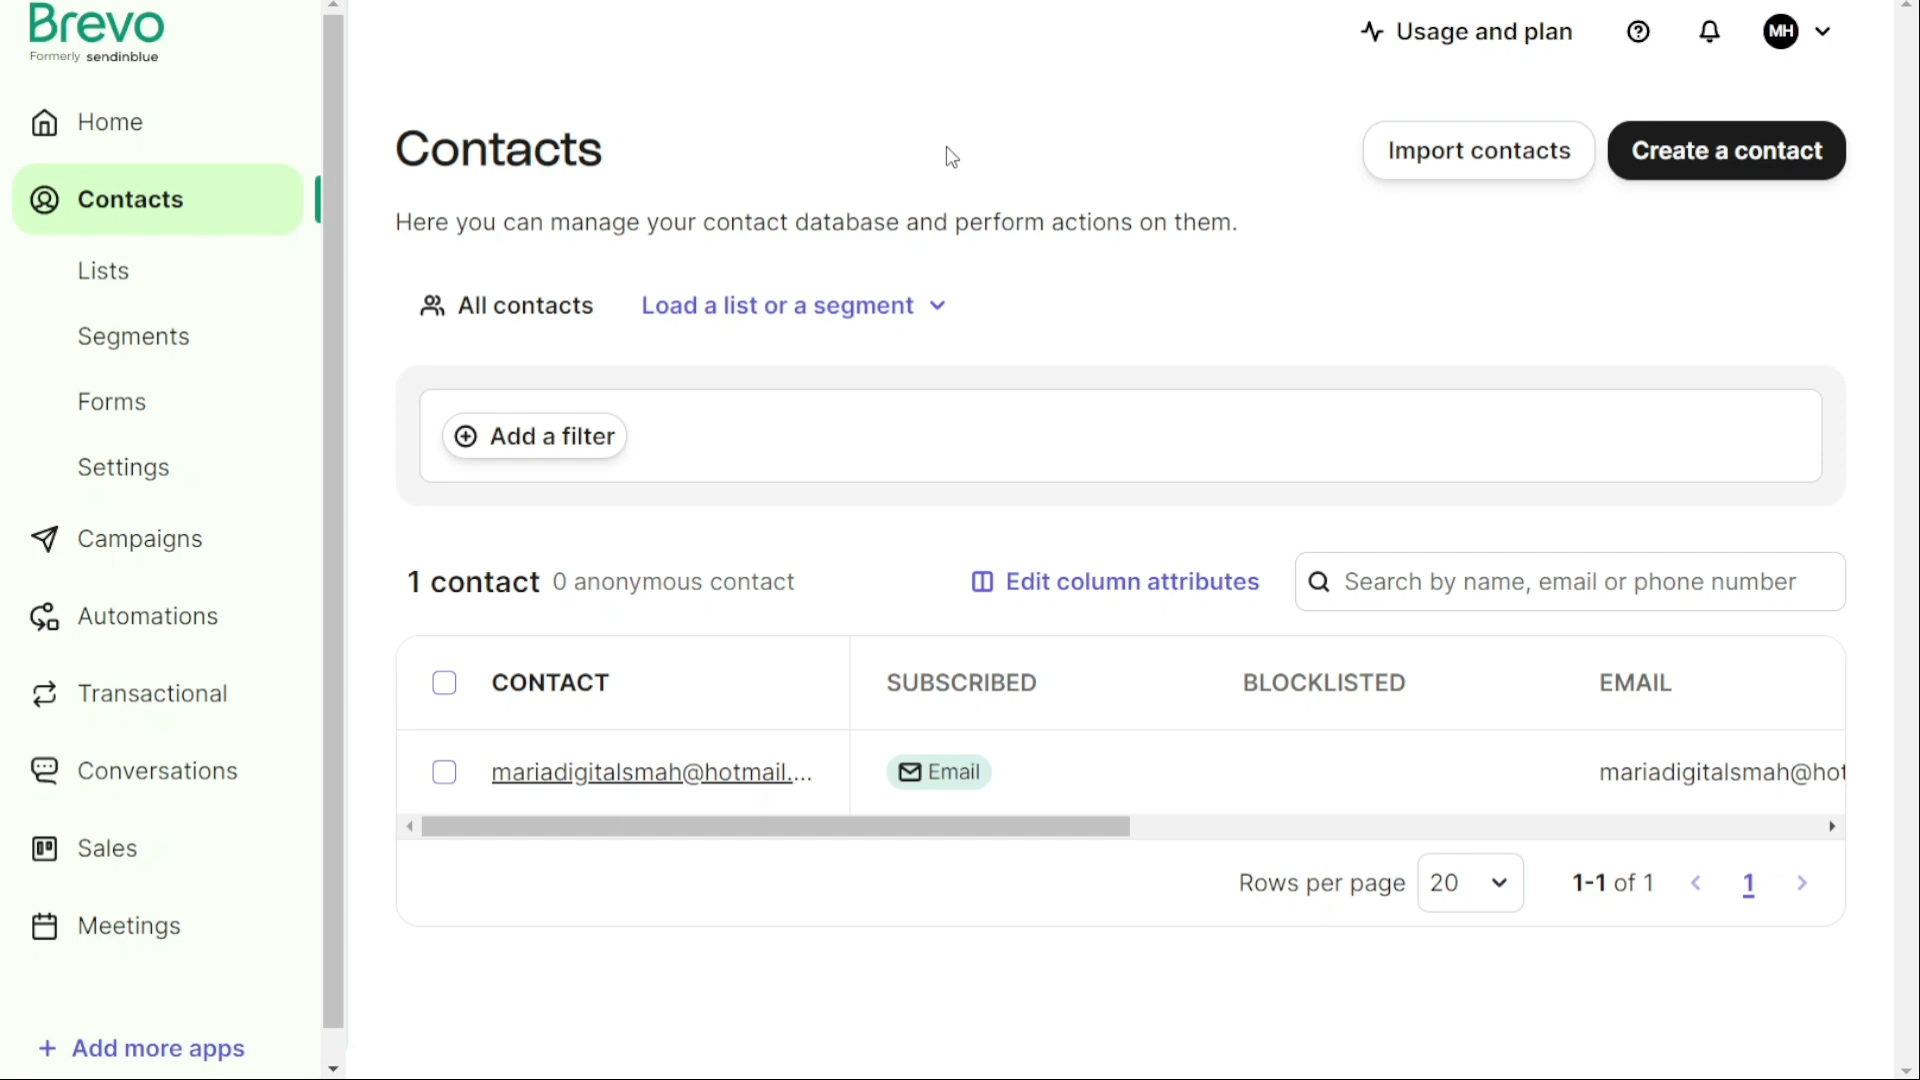 Brevo
Formerly sendinblue
Usage and plan
MH
Home
Contacts
Lists
Segments
Forms
Settings
Campaigns
Automations
Transactional
Conversations
Sales
Meetings
+ Add more apps
Contacts
Import contacts
Create a contact
Here you can manage your contact database and perform actions on them.
All contacts
Load a list or a segment
Add a filter
1 contact 0 anonymous contact
Edit column attributes
Search by name, email or phone number
CONTACT SUBSCRIBED BLOCKLISTED EMAIL
mariadigitalsmah@hotmail.... Email mariadigitalsmah@hot
Rows per page 20 1-1 of 1 1